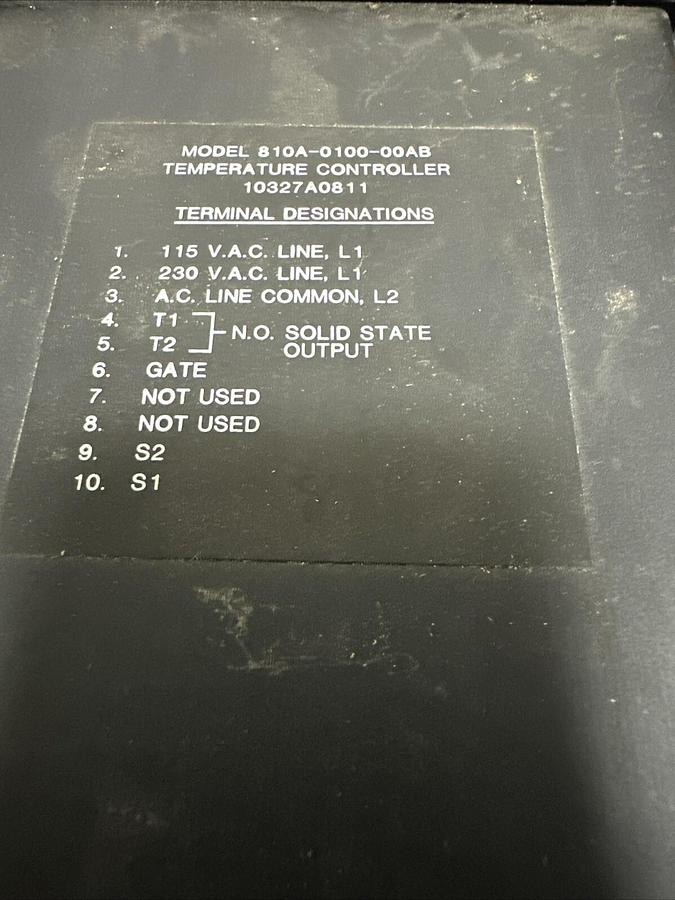 MODEL 810A-0100-00AB
TEMPERATURE CONTROLLER
10327A0811
TERMINAL DESIGNATIONS
1. 115 V.A.C. LINE, L1
2. 230 V.A.C. LINE, L1
3. A.C. LINE COMMON, L2
4. T1
5. T2
N.O. SOLID STATE
OUTPUT
6. GATE
7. NOT USED
8. NOT USED
9. S2
10. S1